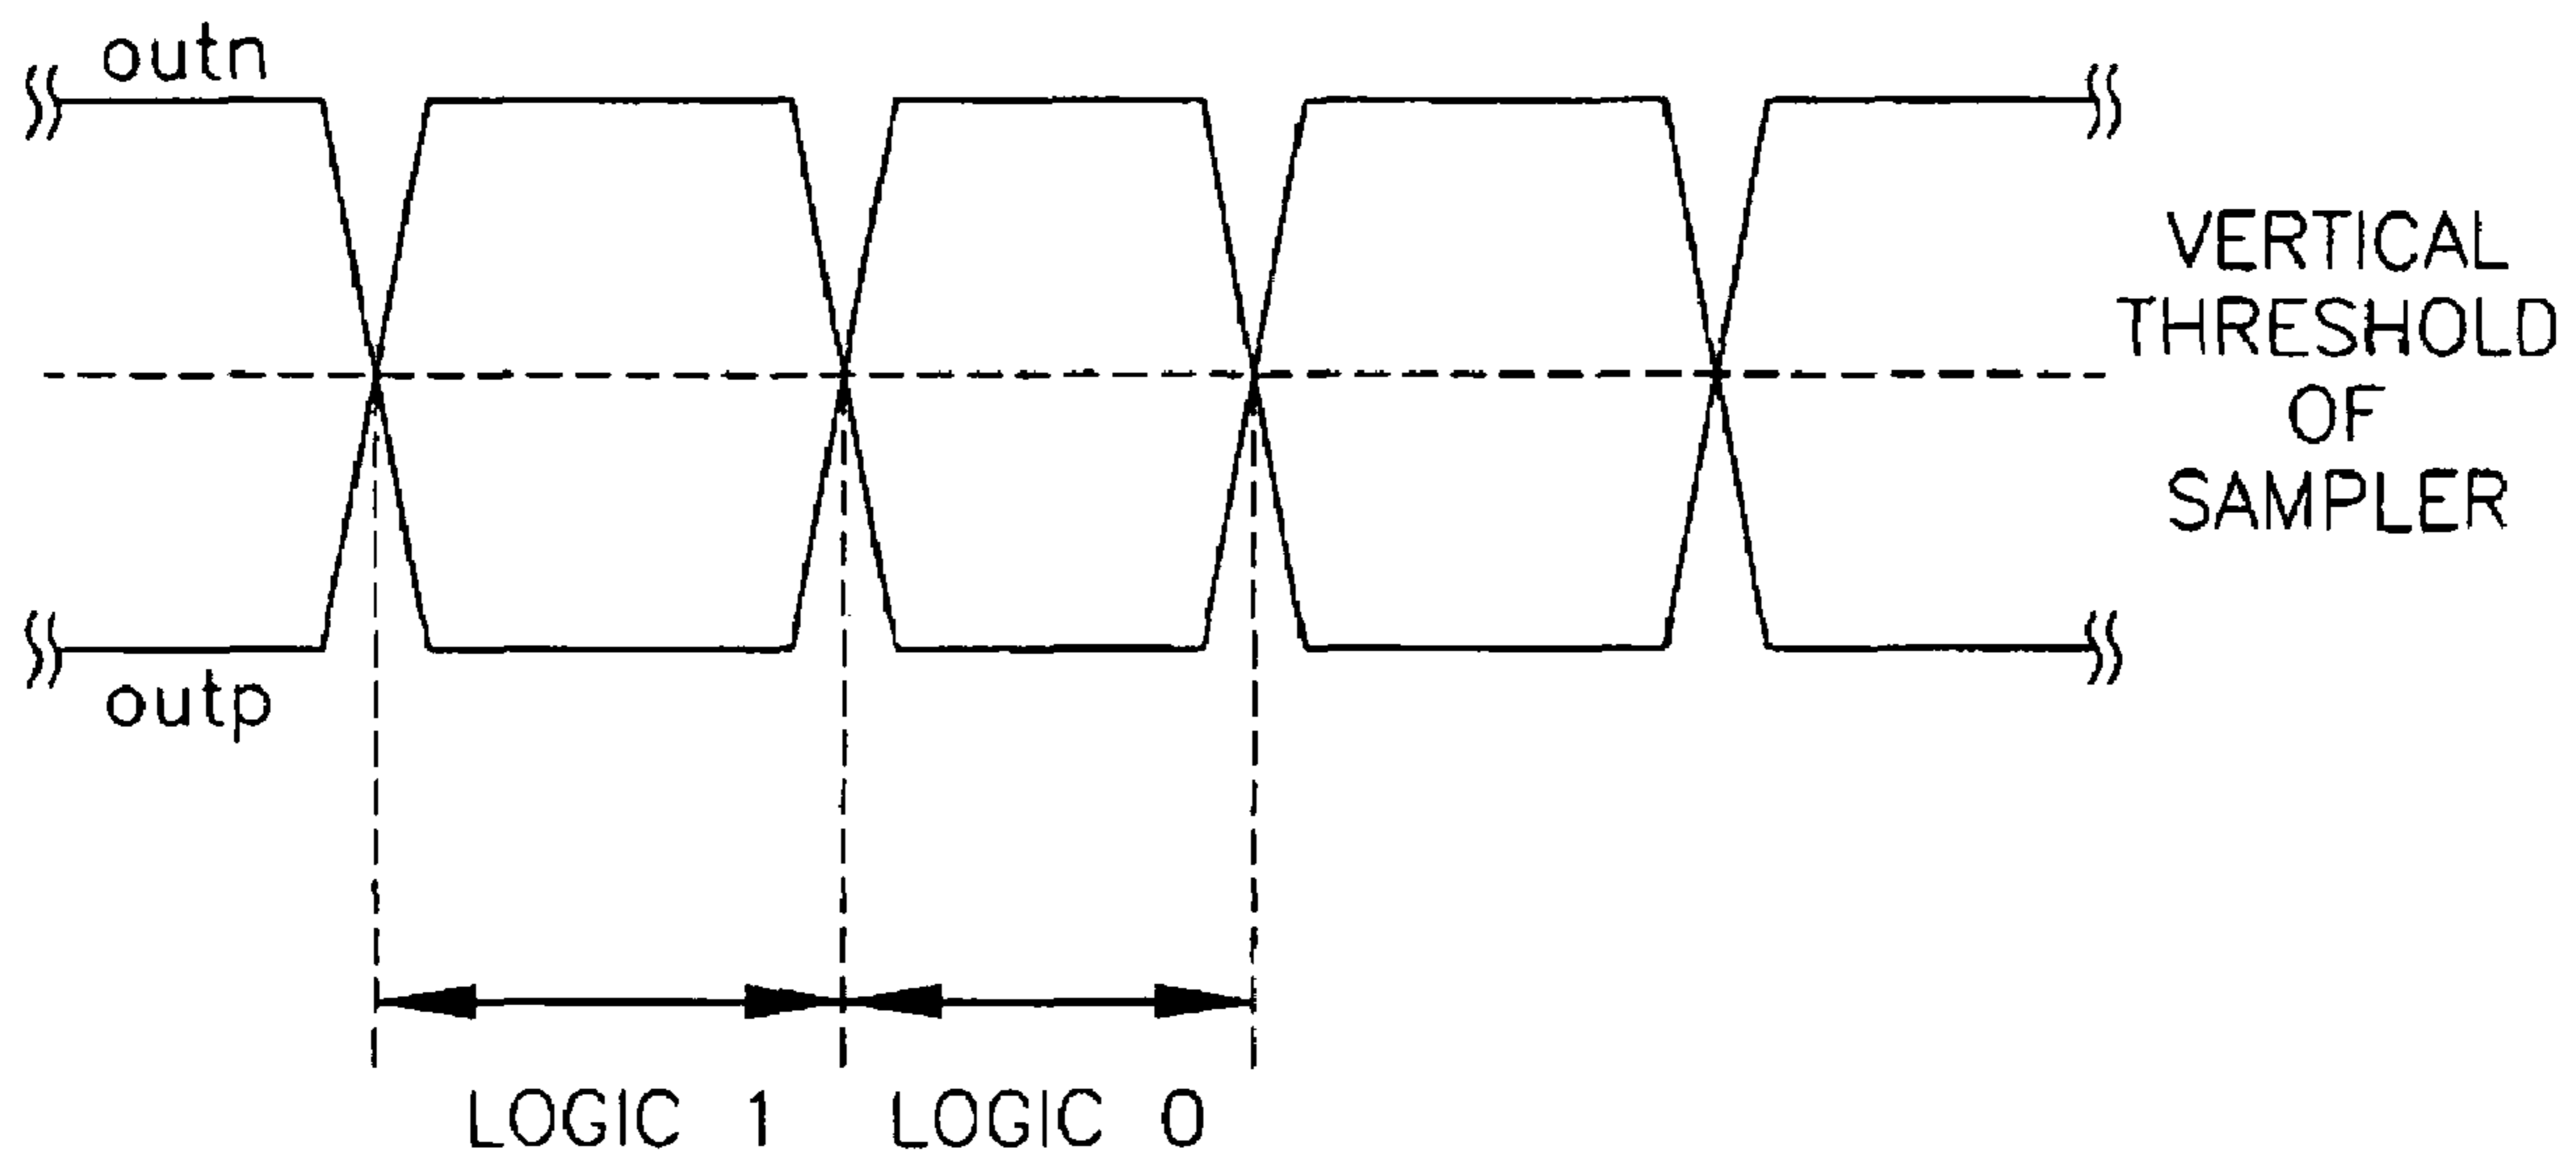 outn
VERTICAL
THRESHOLD
OF
SAMPLER
outp
LOGIC 1
LOGIC 0